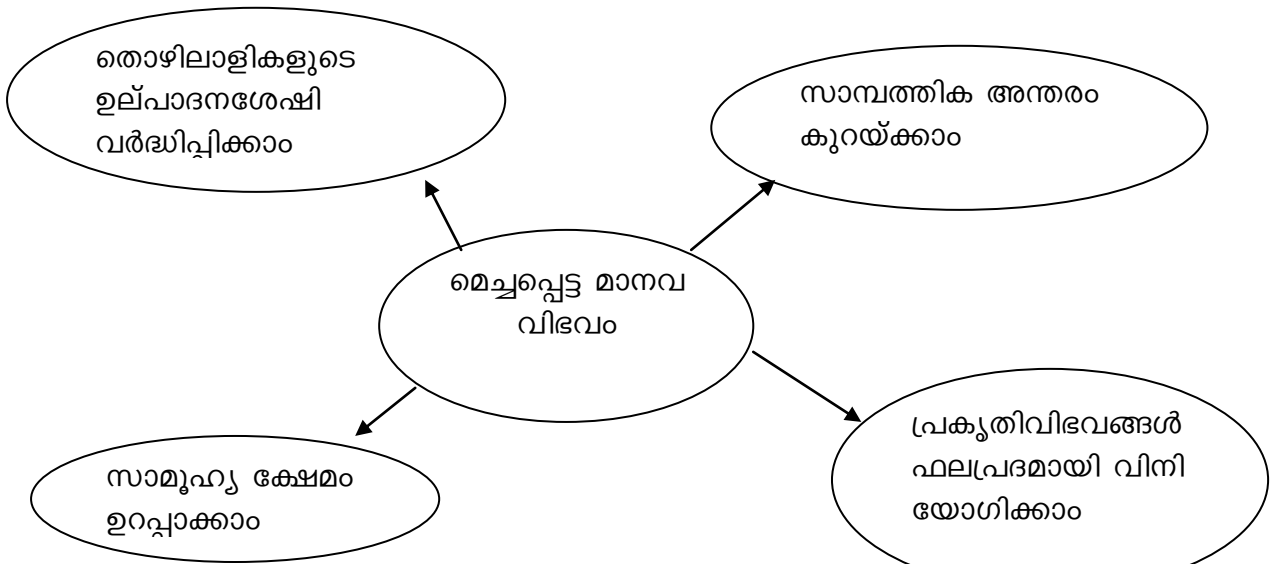 തൊഴിലാളികളുടെ
ഉല്പാദനശേഷി
വർദ്ധിപ്പിക്കാം
സാമ്പത്തിക അന്തരം
കുറയ്ക്കാം
മെച്ചപ്പെട്ട മാനവ
വിഭവം
സാമൂഹ്യ ക്ഷേമം
ഉറപ്പാക്കാം
പ്രകൃതിവിഭവങ്ങൾ
ഫലപ്രദമായി വിനി
യോഗിക്കാം